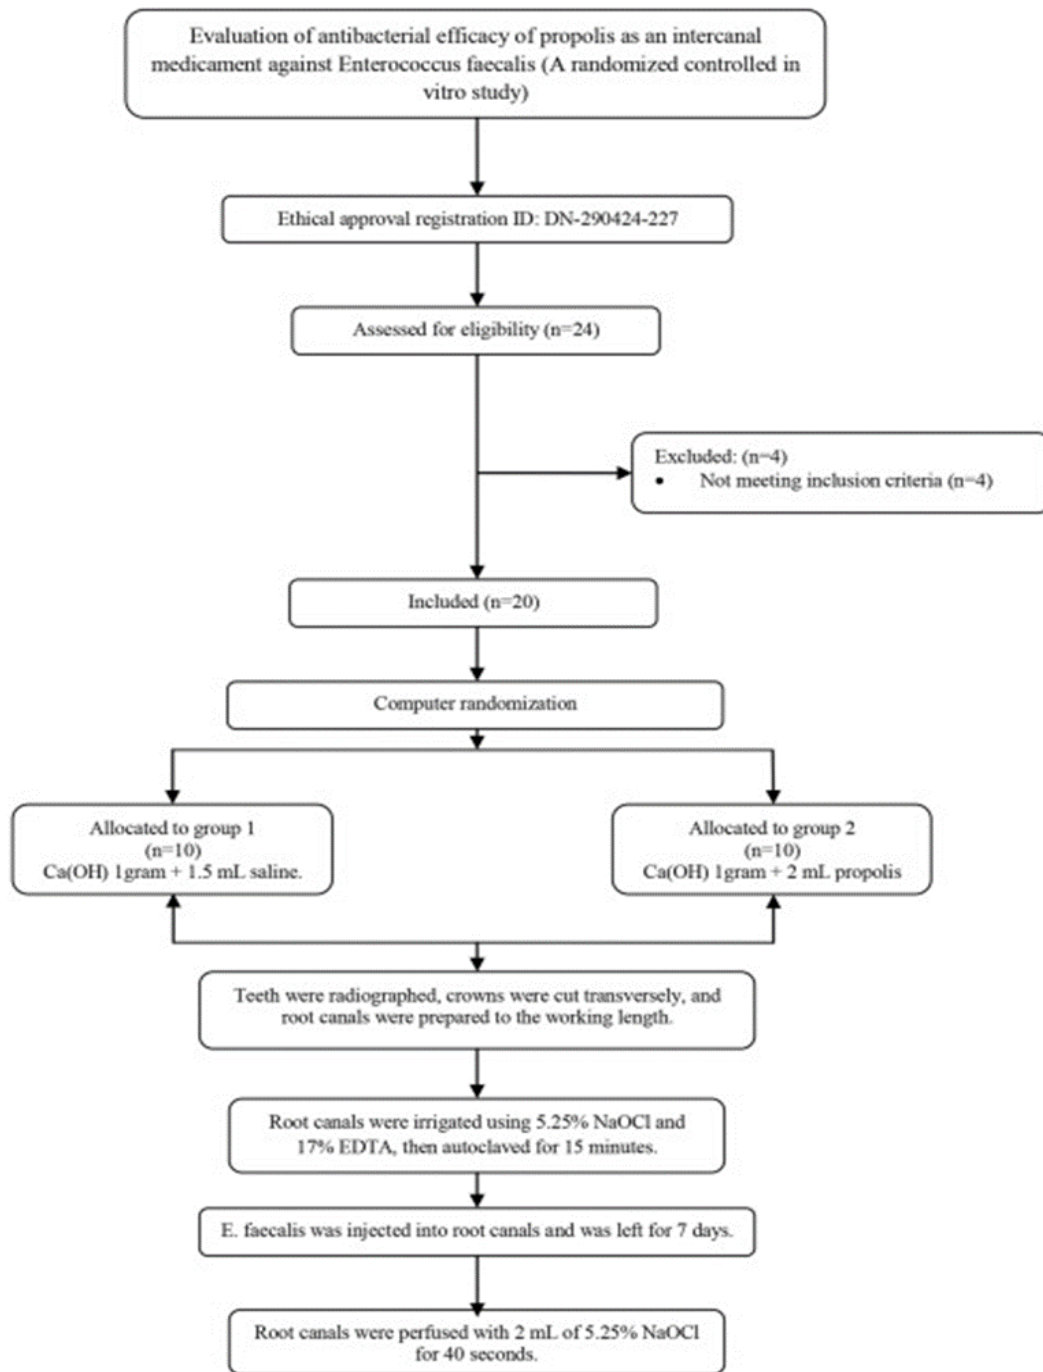 Evaluation of antibacterial efficacy of propolis as an intercanal
medicament against Enterococcus faecalis (A randomized controlled in
vitro study)
Ethical approval registration ID: DN-290424-227
Assessed for eligibility (n=24)
Excluded: (n=4)
• Not meeting inclusion criteria (n=4)
Included (n=20)
Computer randomization
Allocated to group 1
(n=10)
Ca(OH) 1gram + 1.5 mL saline.
Allocated to group 2
(n=10)
Ca(OH) 1gram + 2 mL propolis
Teeth were radiographed, crowns were cut transversely, and
root canals were prepared to the working length.
Root canals were irrigated using 5.25% NaOCl and
17% EDTA, then autoclaved for 15 minutes.
E. faecalis was injected into root canals and was left for 7 days.
Root canals were perfused with 2 mL of 5.25% NaOCl
for 40 seconds.